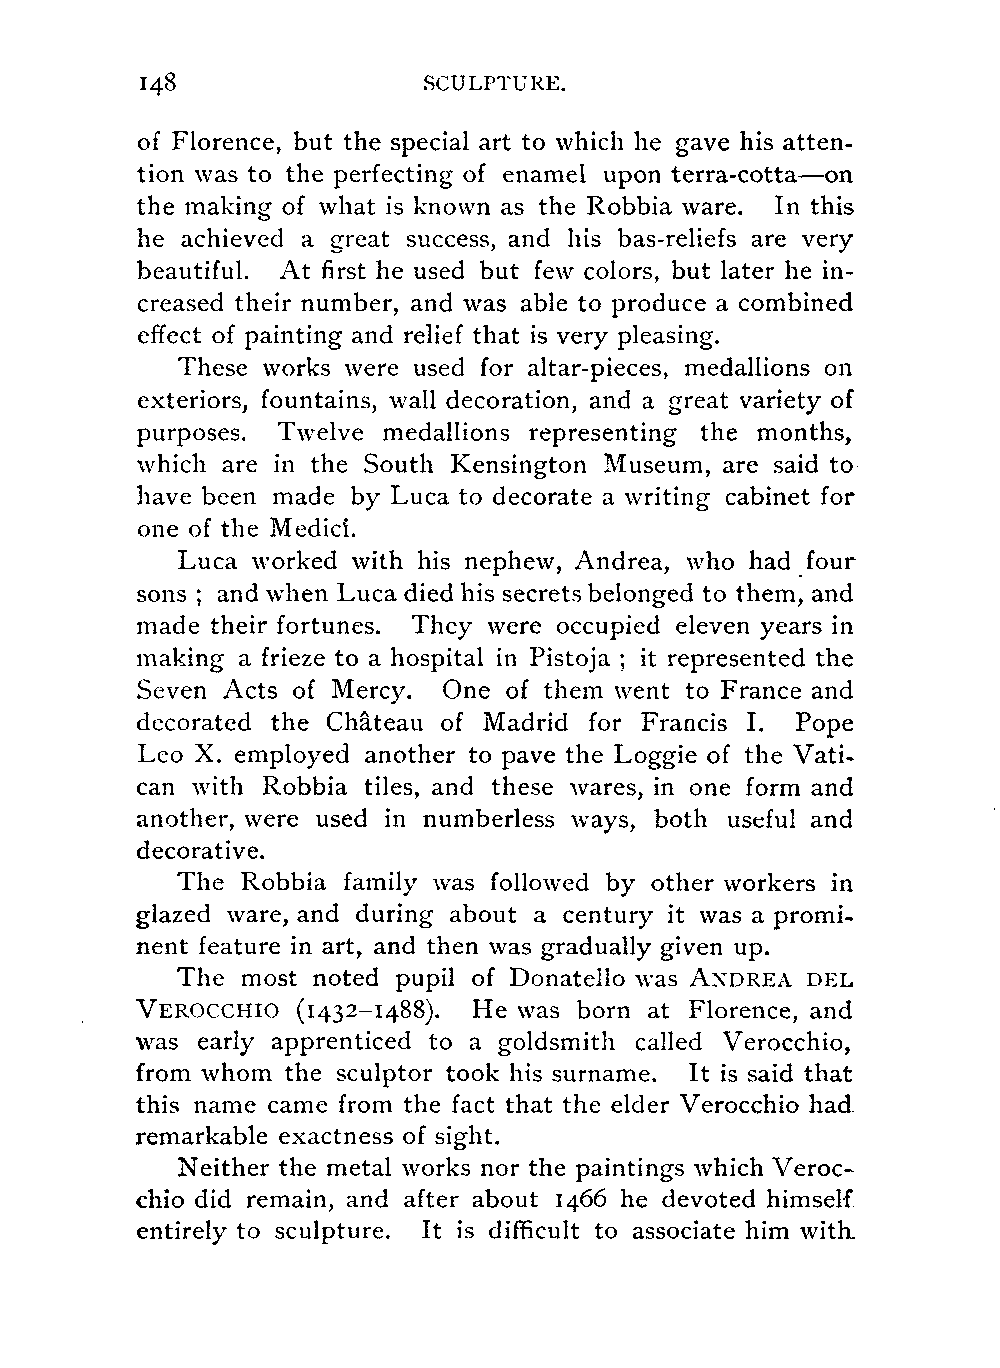 148 SCULPTURE.
of Florence, but the special art to which he gave his atten-
tion was to the perfecting of enamel upon terra-cotta—on
the making of what is known as the Robbia ware. In this
he achieved a great success, and his bas-reliefs are very
beautiful. At first he used but few colors, but later he in-
creased their number, and was able to produce a combined
effect of painting and relief that is very pleasing.
These works were used for altar-pieces, medallions on
exteriors, fountains, wall decoration, and a great variety of
purposes. Twelve medallions representing the months,
which are in the South Kensington Museum, are said to
have been made by Luca to decorate a writing cabinet for
one of the Medici.
Luca worked with his nephew, Andrea, who had four
sons ; and when Luca died his secrets belonged to them, and
made their fortunes. They were occupied eleven years in
making a frieze to a hospital in Pistoja ; it represented the
Seven Acts of Mercy. One of them went to France and
decorated the Château of Madrid for Francis I. Pope
Leo X. employed another to pave the Loggie of the Vati-
can with Robbia tiles, and these wares, in one form and
another, were used in numberless ways, both useful and
decorative.
The Robbia family was followed by other workers in
glazed ware, and during about a century it was a promi-
nent feature in art, and then was gradually given up.
The most noted pupil of Donatello was ANDREA DEL
VEROCCHIO (1432–1488). He was born at Florence, and
was early apprenticed to a goldsmith called Verocchio,
from whom the sculptor took his surname. It is said that
this name came from the fact that the elder Verocchio had
remarkable exactness of sight.
Neither the metal works nor the paintings which Veroc-
chio did remain, and after about 1466 he devoted himself
entirely to sculpture. It is difficult to associate him with